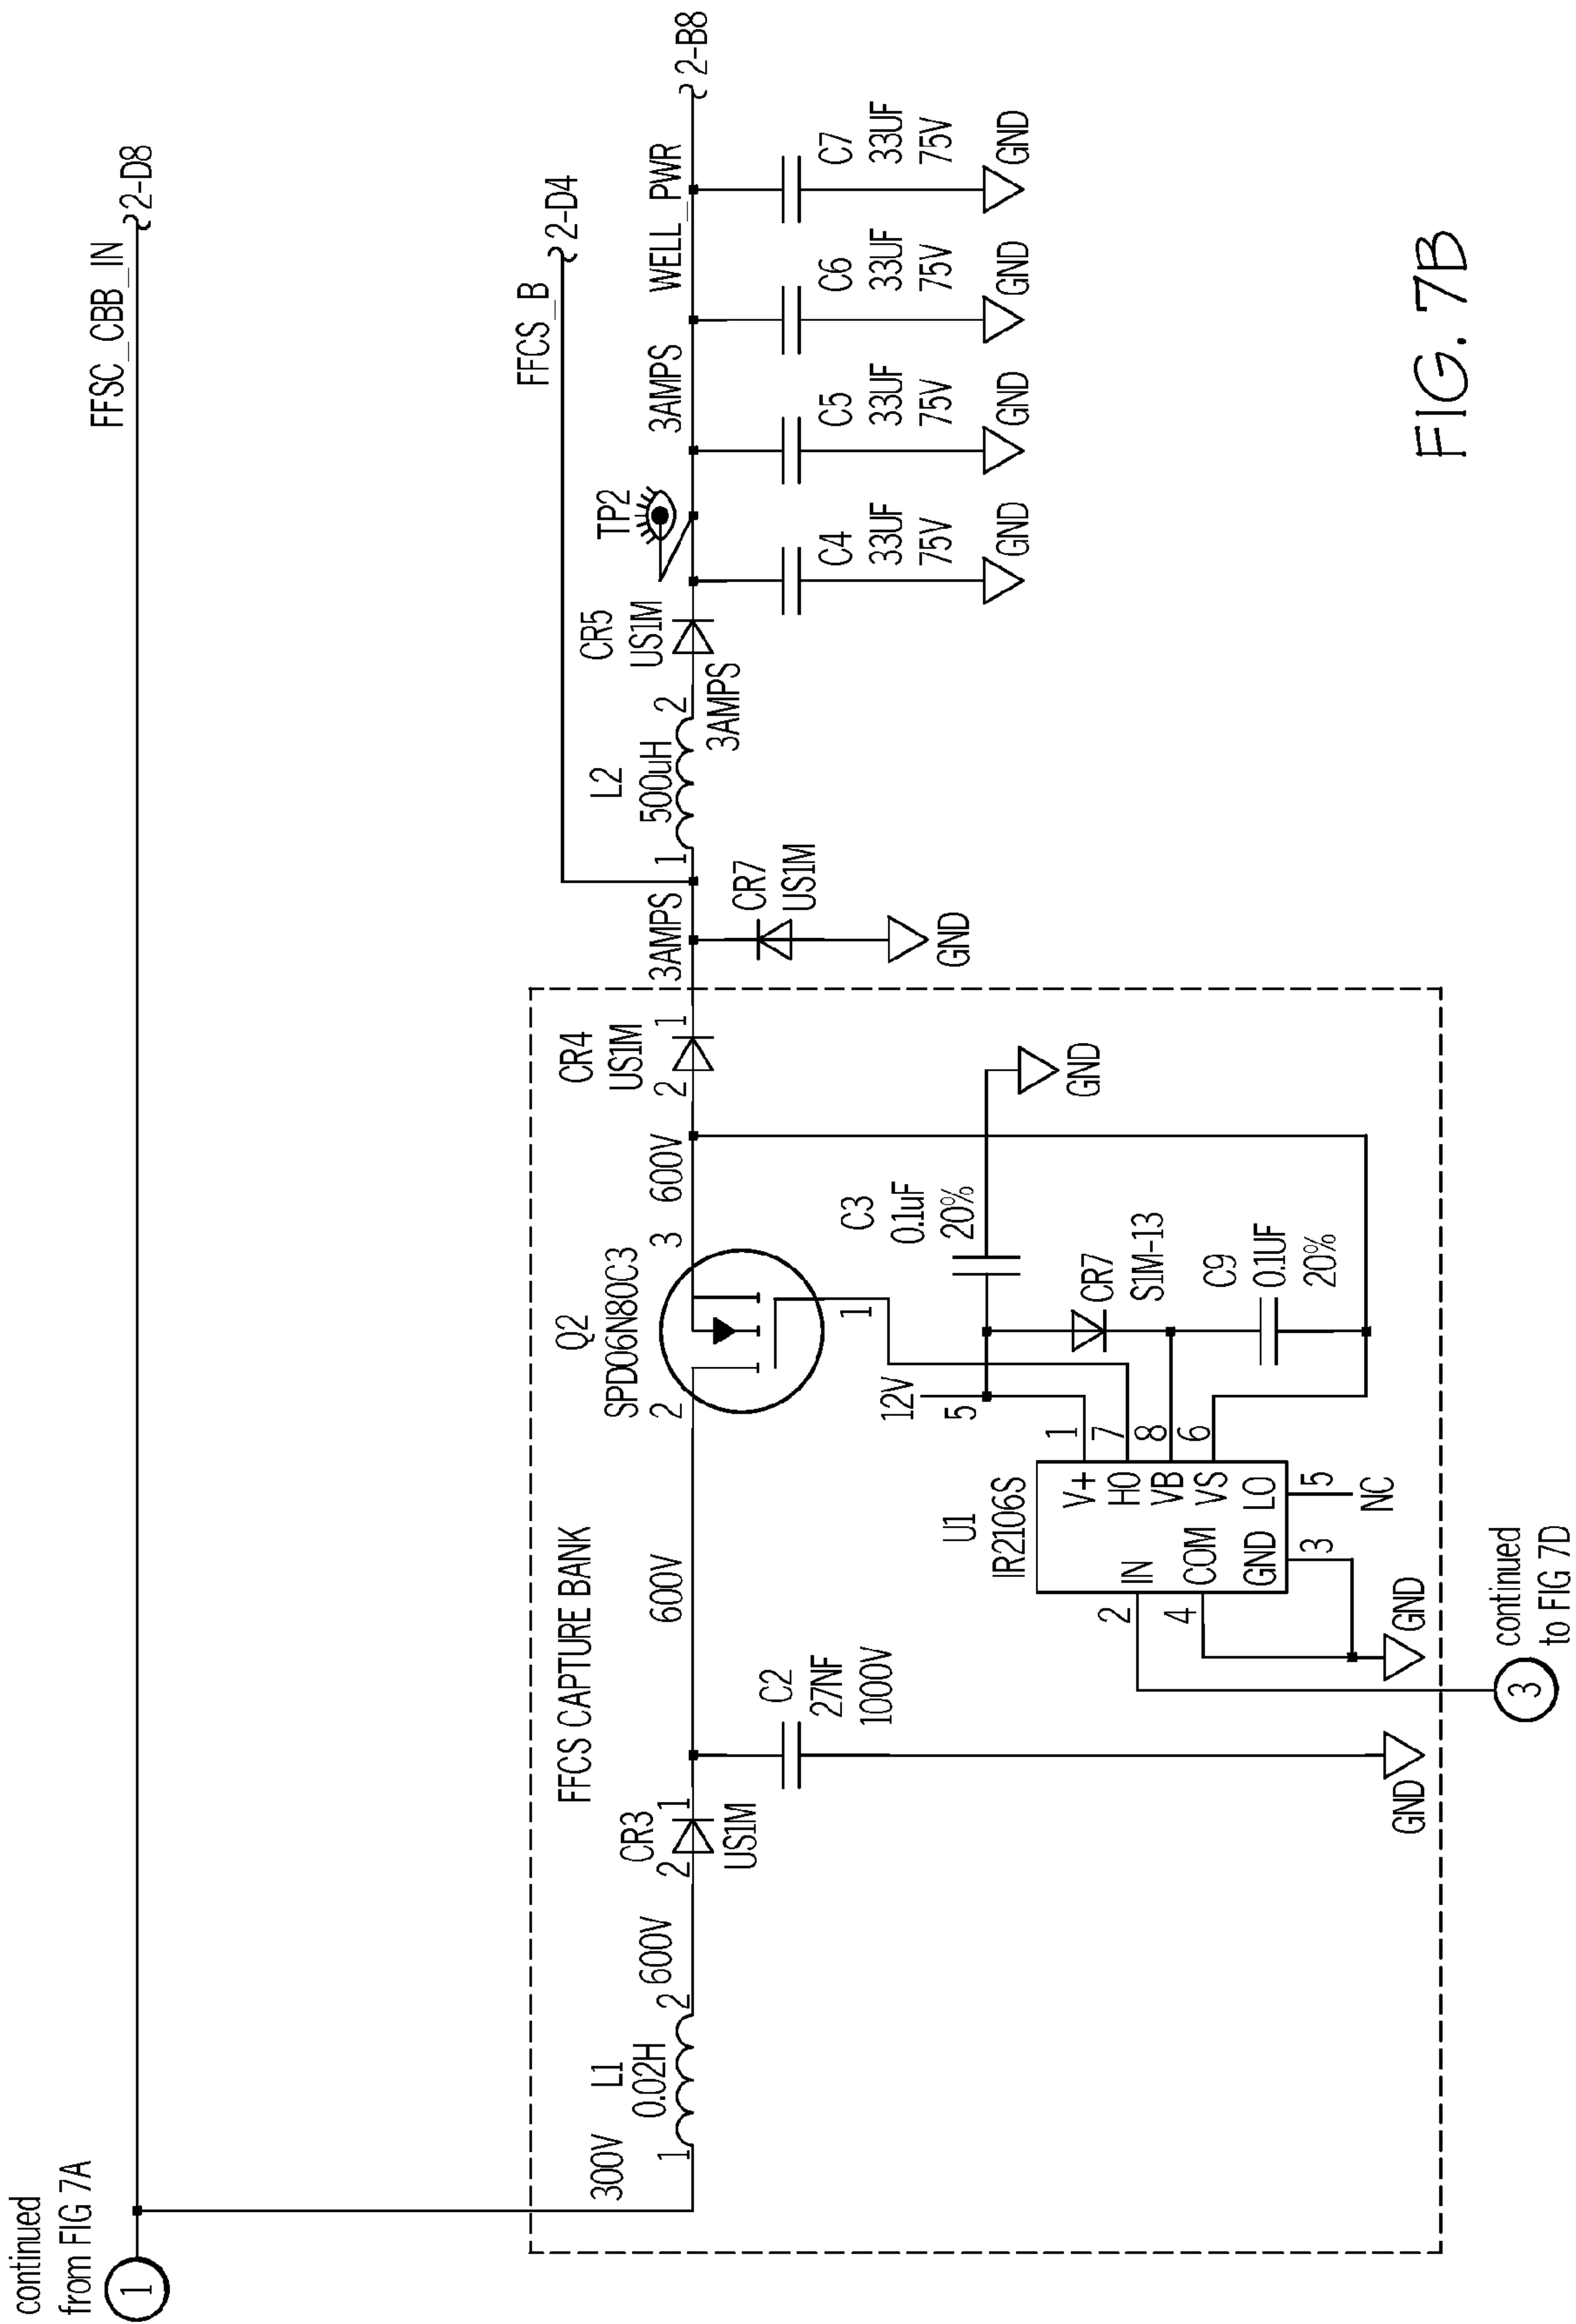 continued
from FIG 7A
1
FFSC_CBB_IN
2-D8
FFCS_B
2-D4
FFCS CAPTURE BANK
300V
L1
0.02H
1
2
600V
CR3
US1M
2
1
C2
27NF
1000V
GND
600V
Q2
SPD06N80C3
2
3
1
600V
CR4
US1M
2
1
3AMPS
CR7
US1M
GND
L2
500uH
1
2
3AMPS
CR5
US1M
TP2
3AMPS
WELL_PWR
2-B8
C4
33UF
75V
GND
C5
33UF
75V
GND
C6
33UF
75V
GND
C7
33UF
75V
GND
12V
5
C3
0.1uF
20%
GND
CR7
S1M-13
C9
0.1UF
20%
U1
IR2106S
2
IN
4
COM
GND
3
V+
1
HO
7
VB
8
VS
6
LO
5
NC
GND
3
continued
to FIG 7D
FIG. 7B